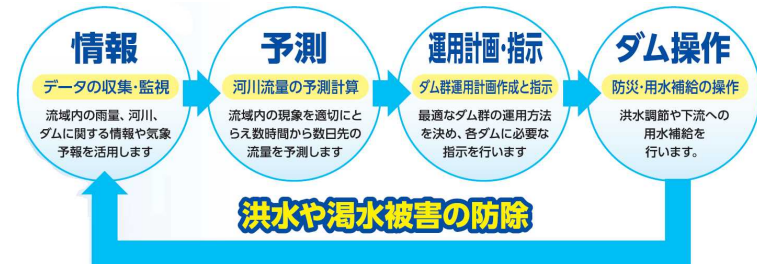 情報
データの収集・監視
流域内の雨量、河川、
ダムに関する情報や気象
予報を活用します
予測
河川流量の予測計算
流域内の現象を適切にと
らえ数時間から数日先の
流量を予測します
運用計画・指示
ダム群運用計画作成と指示
最適なダム群の運用方法
を決め、各ダムに必要な
指示を行います
ダム操作
防災・用水補給の操作
洪水調節や下流への
用水補給を
行います。
洪水や渇水被害の防除